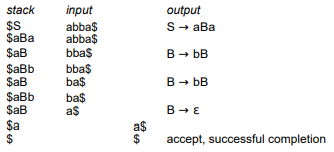 stack input output
$S abba$ S → aBa
$aBa abba$
$aB bba$ B → bB
$aBb bba$
$aB ba$ B → bB
$aBb ba$
$aB a$ B → ε
$a a$
$ $ accept, successful completion